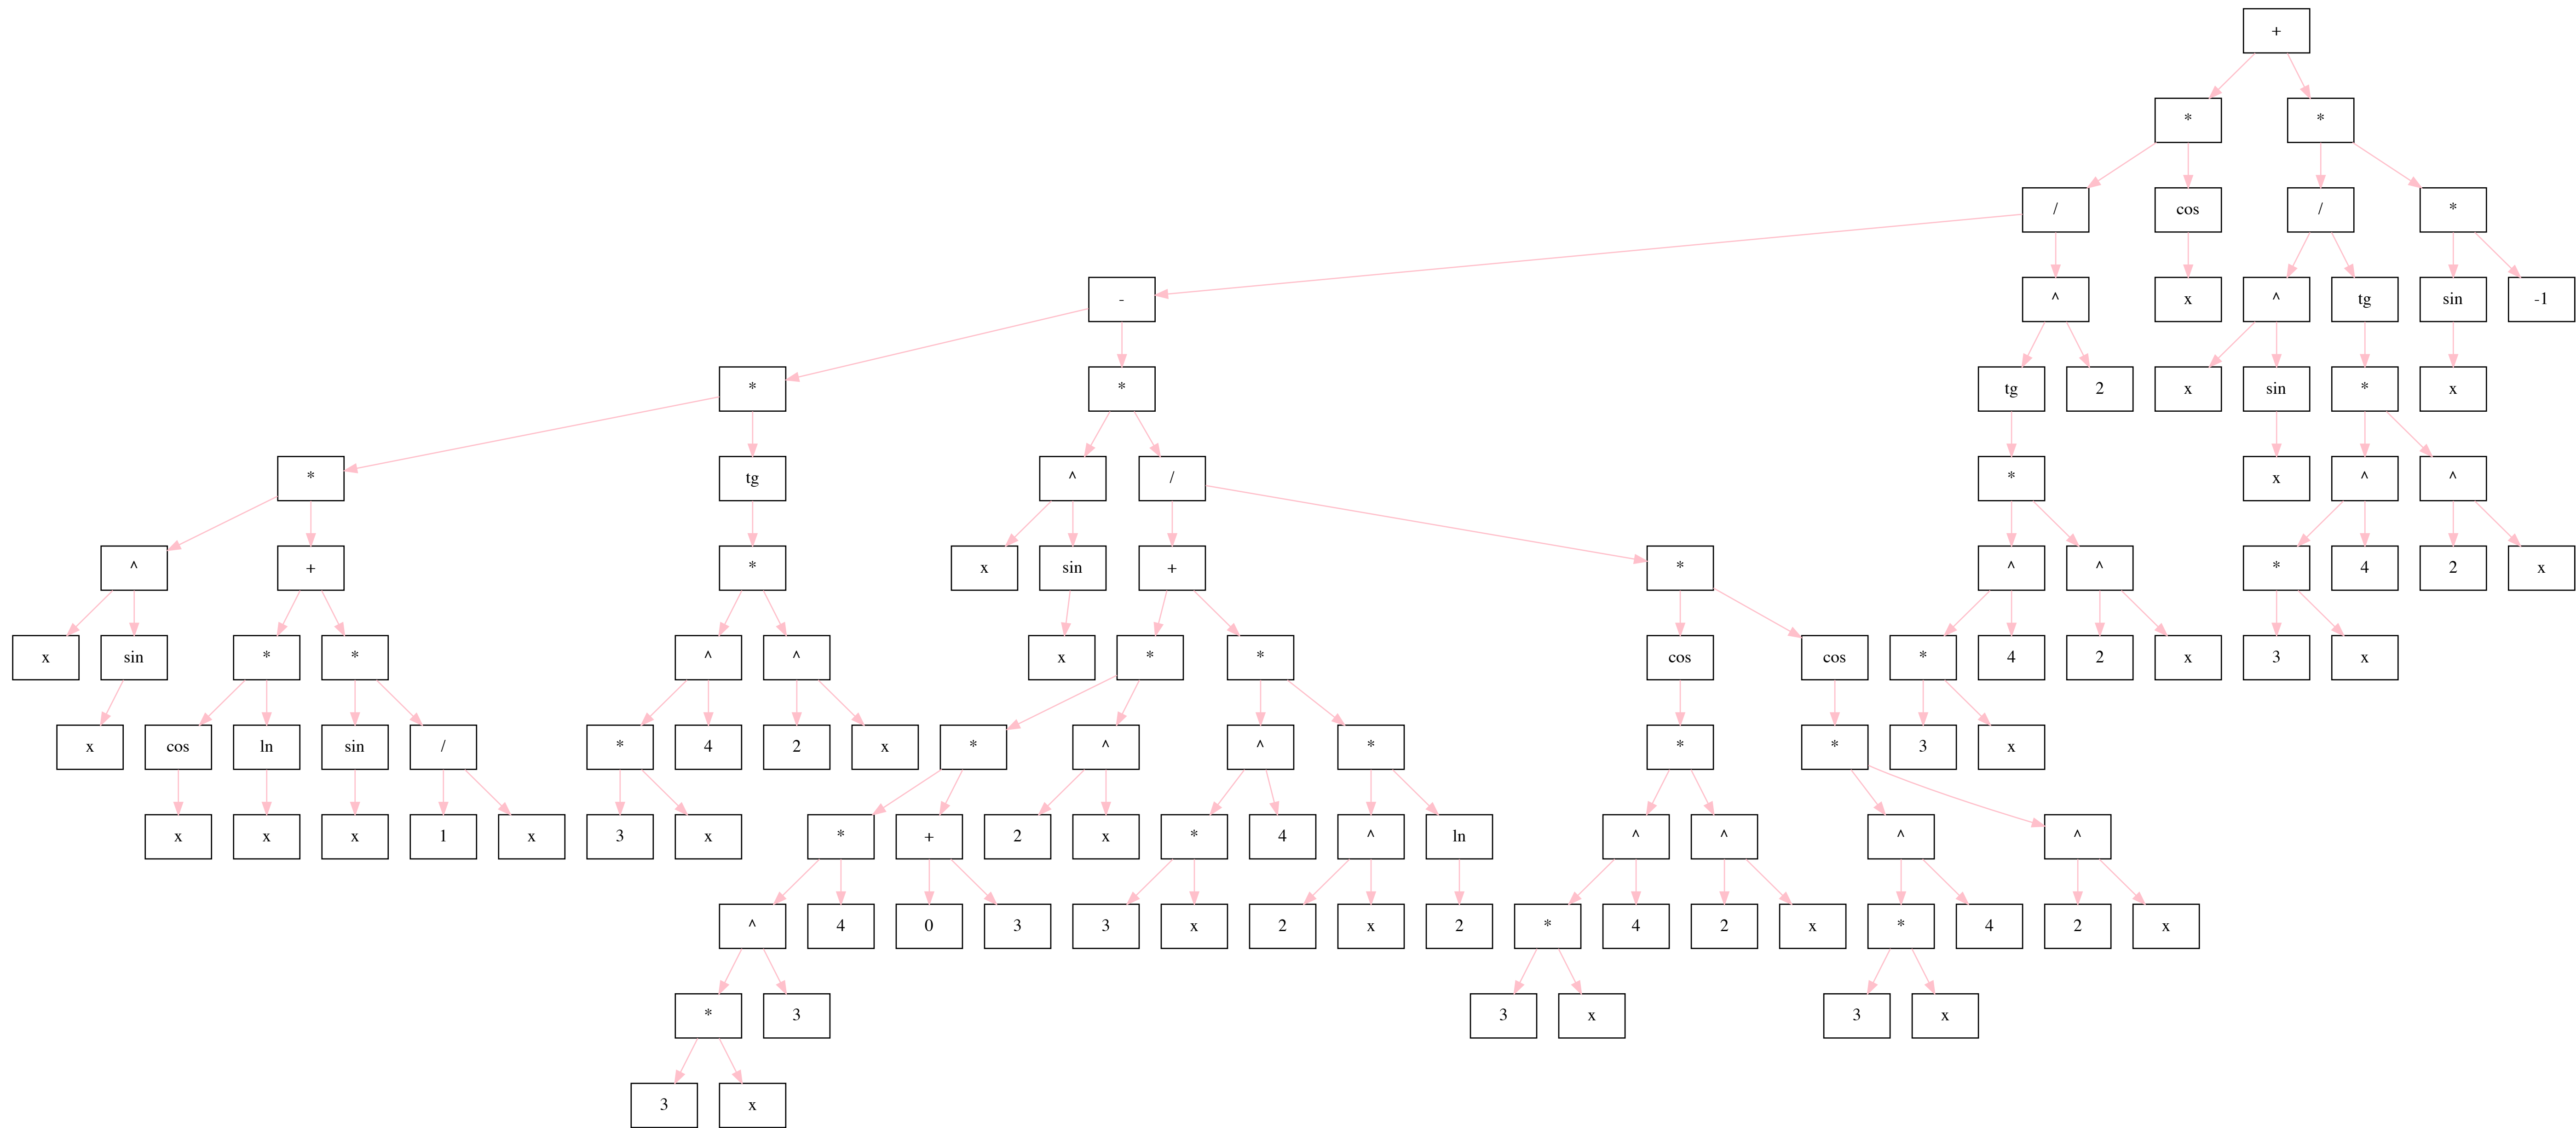 +
* *
/ cos / *
- ^ x ^ tg sin -1
* * tg 2 x sin * x
* tg ^ / * x ^ ^
^ + * x sin + * ^ ^ * 4 2 x
x sin * * ^ ^ x * * cos cos * 4 2 x 3 x
x cos ln sin / * 4 2 x * ^ ^ * * * 3 x
x x x 1 x 3 x * + 2 x * 4 ^ ln ^ ^ ^ ^
^ 4 0 3 3 x 2 x 2 * 4 2 x * 4 2 x
* 3 3 x 3 x
3 x